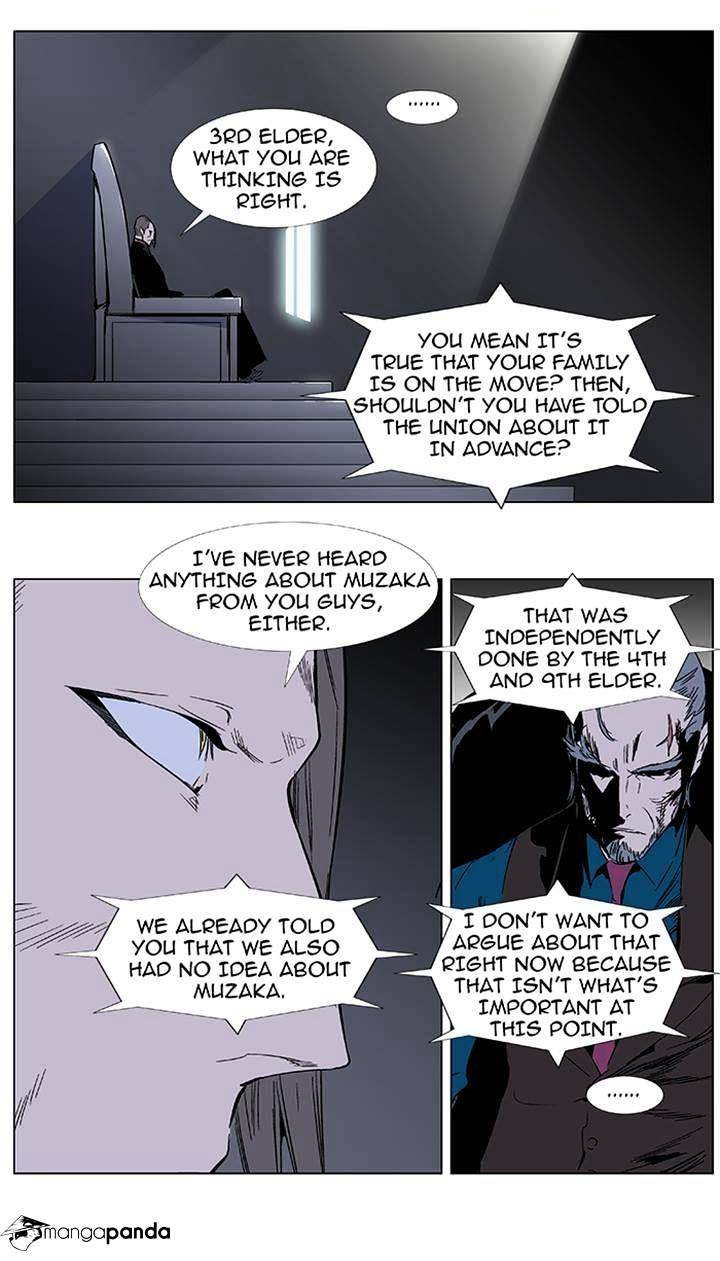 ......
3RD ELDER,
WHAT YOU ARE
THINKING IS
RIGHT.
YOU MEAN IT'S
TRUE THAT YOUR FAMILY
IS ON THE MOVE? THEN,
SHOULDN'T YOU HAVE TOLD
THE UNION ABOUT IT
IN ADVANCE?
I'VE NEVER HEARD
ANYTHING ABOUT MUZAKA
FROM YOU GUYS,
EITHER.
WE ALREADY TOLD
YOU THAT WE ALSO
HAD NO IDEA ABOUT
MUZAKA.
THAT WAS
INDEPENDENTLY
DONE BY THE 4TH
AND 9TH ELDER.
I DON'T WANT TO
ARGUE ABOUT THAT
RIGHT NOW BECAUSE
THAT ISN'T WHAT'S
IMPORTANT AT
THIS POINT.
......
mangapanda